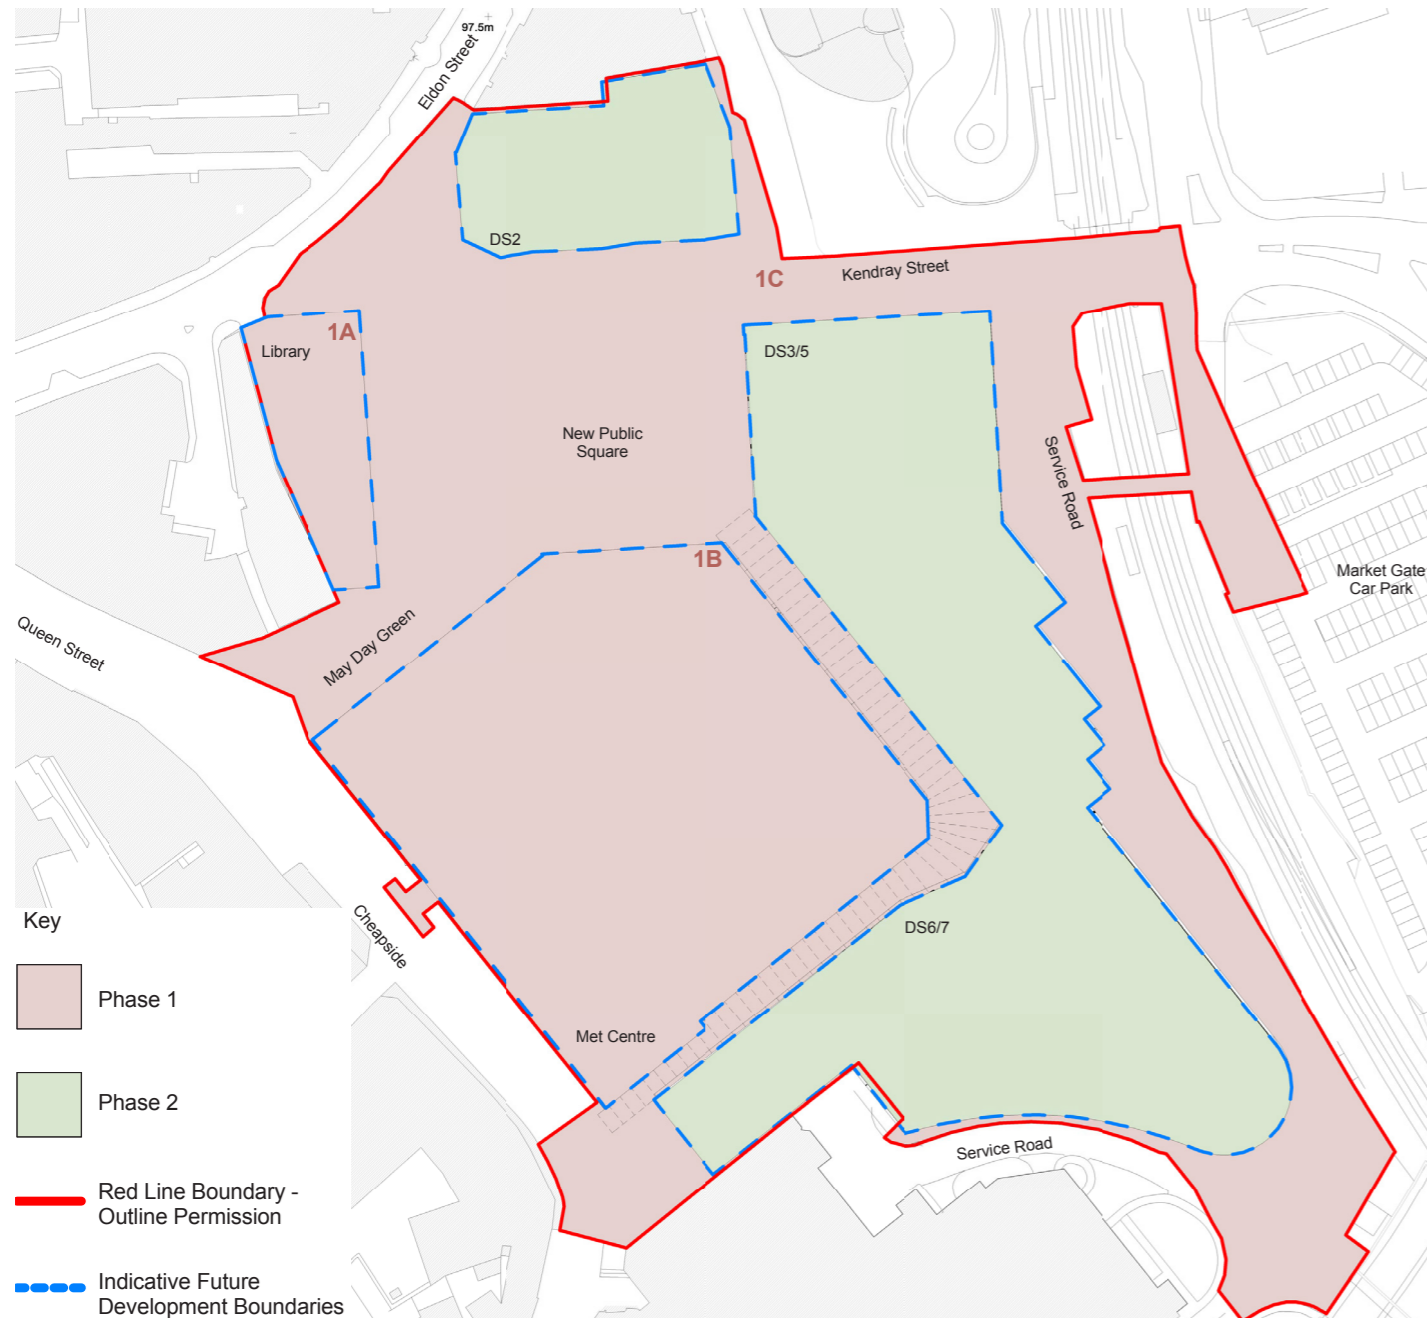 97.5m
Eldon Street
DS2
1C
Kendray Street
1A
Library
DS3/5
New Public
Square
Service Road
1B
Market Gate
Car Park
Queen Street
May Day Green
Cheapside
DS6/7
Met Centre
Service Road
Key
Phase 1
Phase 2
Red Line Boundary -
Outline Permission
Indicative Future
Development Boundaries